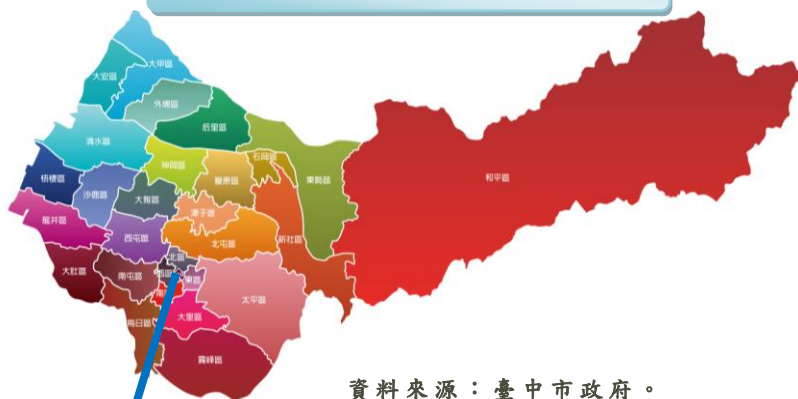 大甲區
大安區
外埔區
后里區
清水區
神岡區
石岡區
東勢區
和平區
梧棲區
沙鹿區
大雅區
豐原區
潭子區
新社區
龍井區
西屯區
北屯區
北區
大肚區
南屯區
西區
東區
太平區
烏日區
大里區
霧峰區
資料來源：臺中市政府。